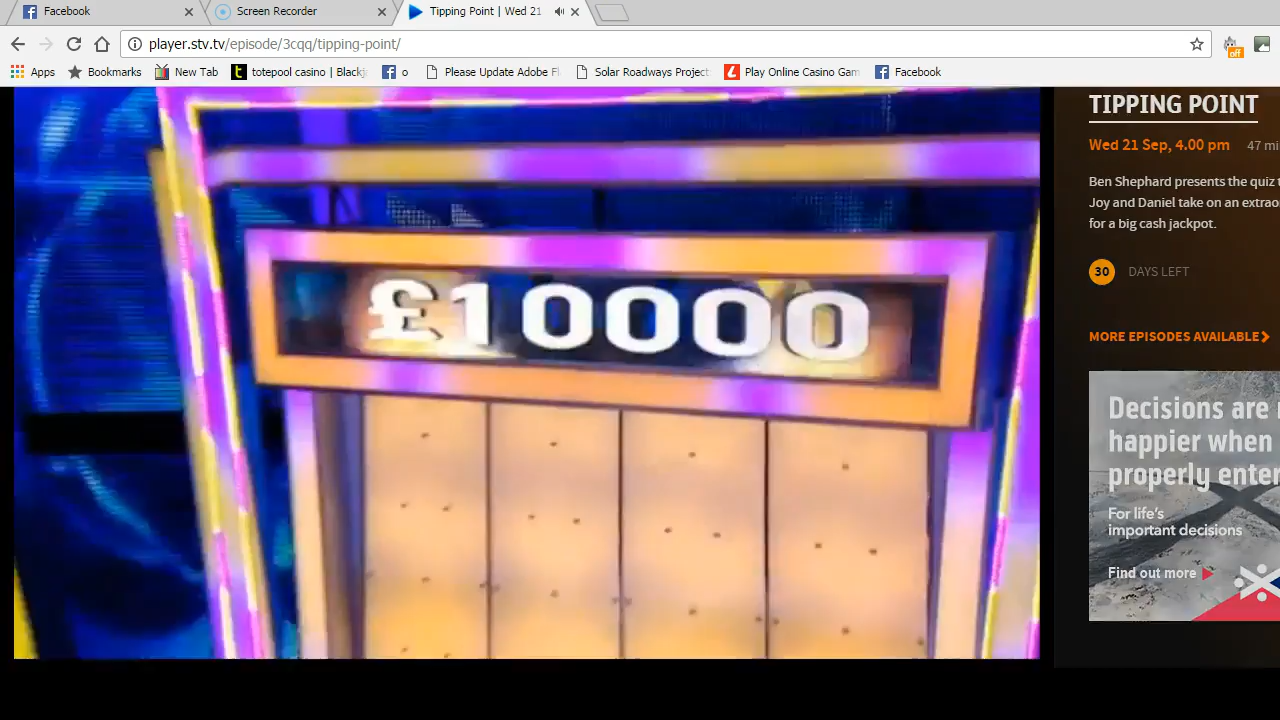 Facebook
Screen Recorder
Tipping Point | Wed 21
player.stv.tv/episode/3cqq/tipping-point/
off
Apps
Bookmarks
New Tab
totepool casino | Blackj
o
Please Update Adobe Fl
Solar Roadways Project
Play Online Casino Gam
Facebook
£10000
TIPPING POINT
Wed 21 Sep, 4.00 pm 47 mi
Ben Shephard presents the quiz
Joy and Daniel take on an extrao
for a big cash jackpot.
30 DAYS LEFT
MORE EPISODES AVAILABLE
Decisions are
happier when
properly enter
For life's
important decisions
Find out more